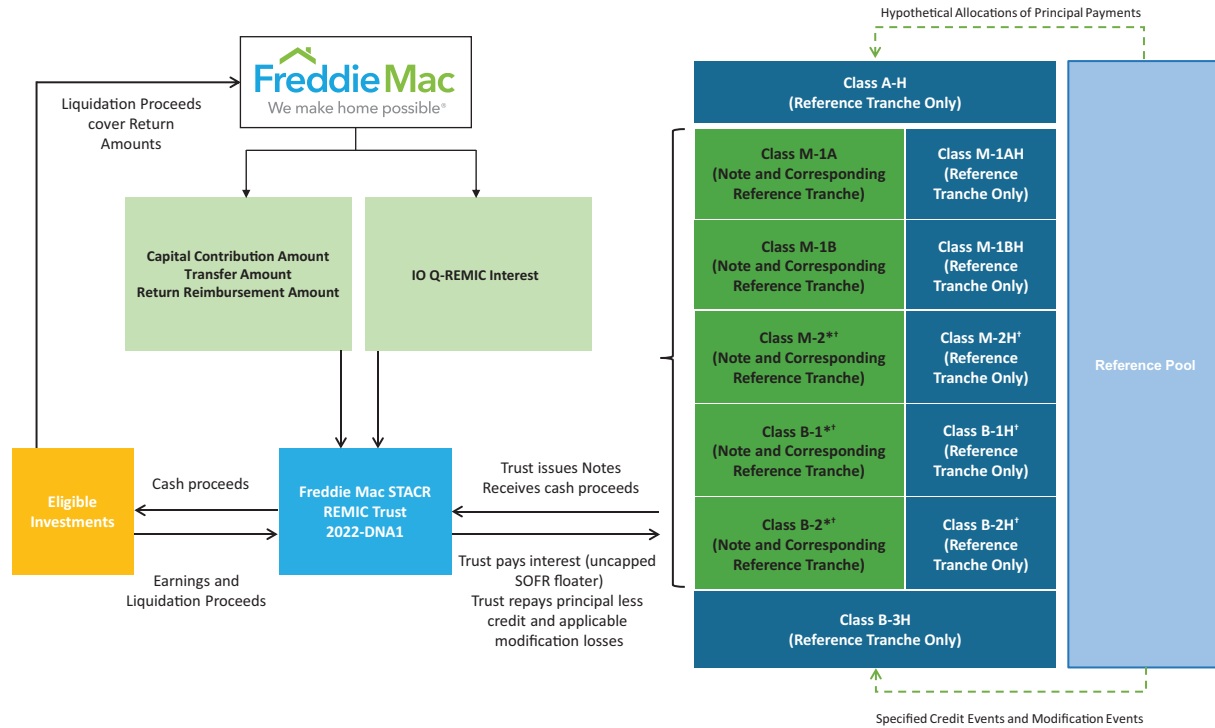 Hypothetical Allocations of Principal Payments
FreddieMac
We make home possible®
Liquidation Proceeds
cover Return
Amounts
Capital Contribution Amount
Transfer Amount
Return Reimbursement Amount
IO Q-REMIC Interest
Eligible
Investments
Cash proceeds
Earnings and
Liquidation Proceeds
Freddie Mac STACR
REMIC Trust
2022-DNA1
Trust issues Notes
Receives cash proceeds
Trust pays interest (uncapped
SOFR floater)
Trust repays principal less
credit and applicable
modification losses
Class A-H
(Reference Tranche Only)
Class M-1A
(Note and Corresponding
Reference Tranche)
Class M-1AH
(Reference
Tranche Only)
Class M-1B
(Note and Corresponding
Reference Tranche)
Class M-1BH
(Reference
Tranche Only)
Class M-2*†
(Note and Corresponding
Reference Tranche)
Class M-2H†
(Reference
Tranche Only)
Class B-1*†
(Note and Corresponding
Reference Tranche)
Class B-1H†
(Reference
Tranche Only)
Class B-2*†
(Note and Corresponding
Reference Tranche)
Class B-2H†
(Reference
Tranche Only)
Class B-3H
(Reference Tranche Only)
Reference Pool
Specified Credit Events and Modification Events